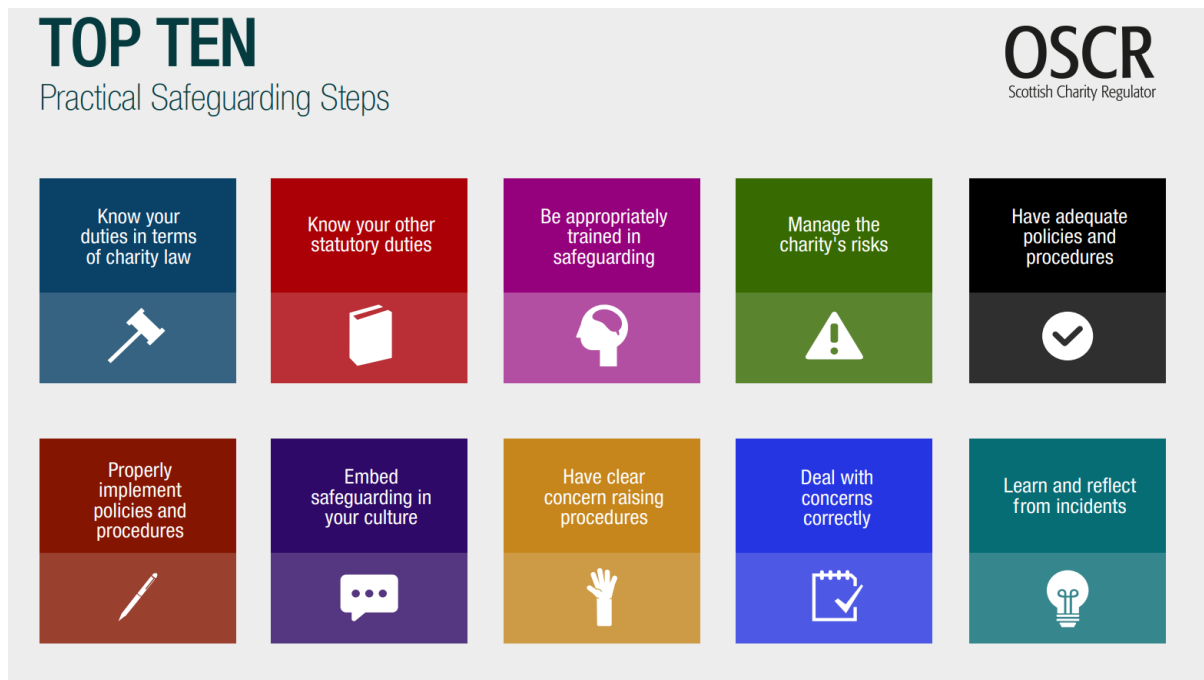 TOP TEN
Practical Safeguarding Steps
OSCR
Scottish Charity Regulator
Know your
duties in terms
of charity law
Know your other
statutory duties
Be appropriately
trained in
safeguarding
Manage the
charity's risks
Have adequate
policies and
procedures
Properly
implement
policies and
procedures
Embed
safeguarding in
your culture
Have clear
concern raising
procedures
Deal with
concerns
correctly
Learn and reflect
from incidents